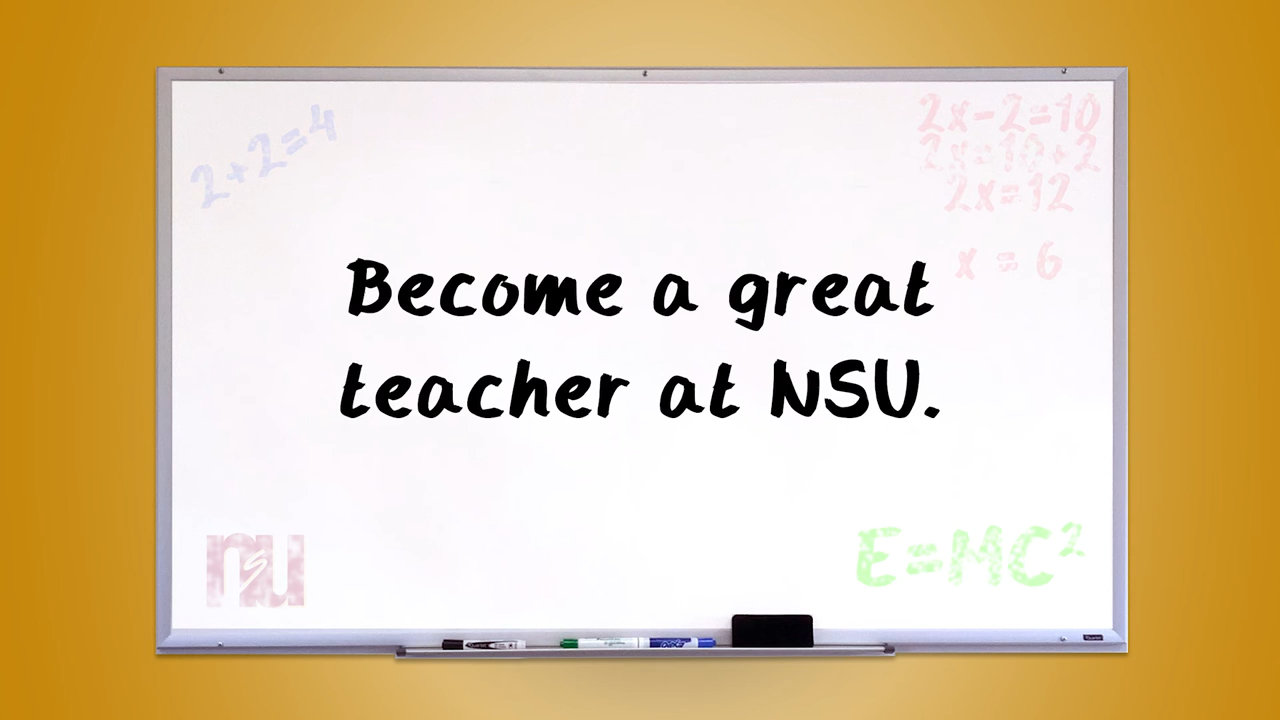 2+2=4
2x-2=10
2x=10+2
2x=12
x = 6
Become a great
teacher at NSU.
nsu
E=MC²